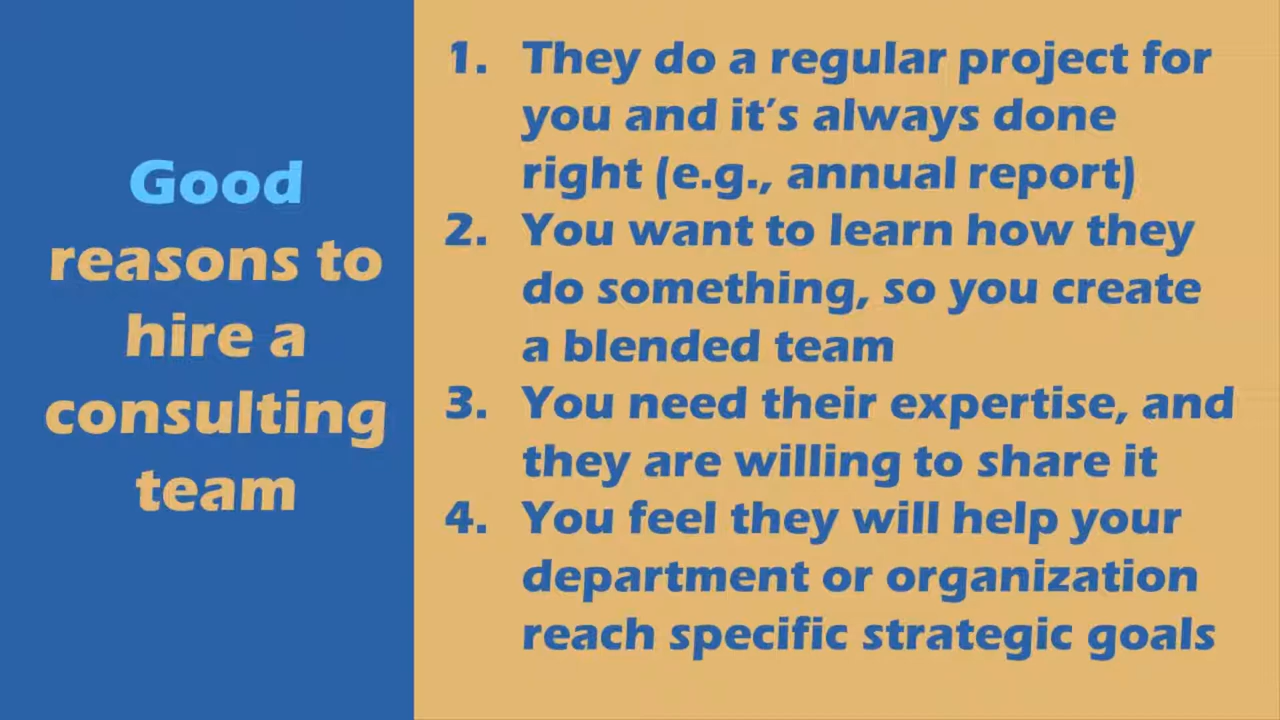 Good
reasons to
hire a
consulting
team
1. They do a regular project for
you and it’s always done
right (e.g., annual report)
2. You want to learn how they
do something, so you create
a blended team
3. You need their expertise, and
they are willing to share it
4. You feel they will help your
department or organization
reach specific strategic goals